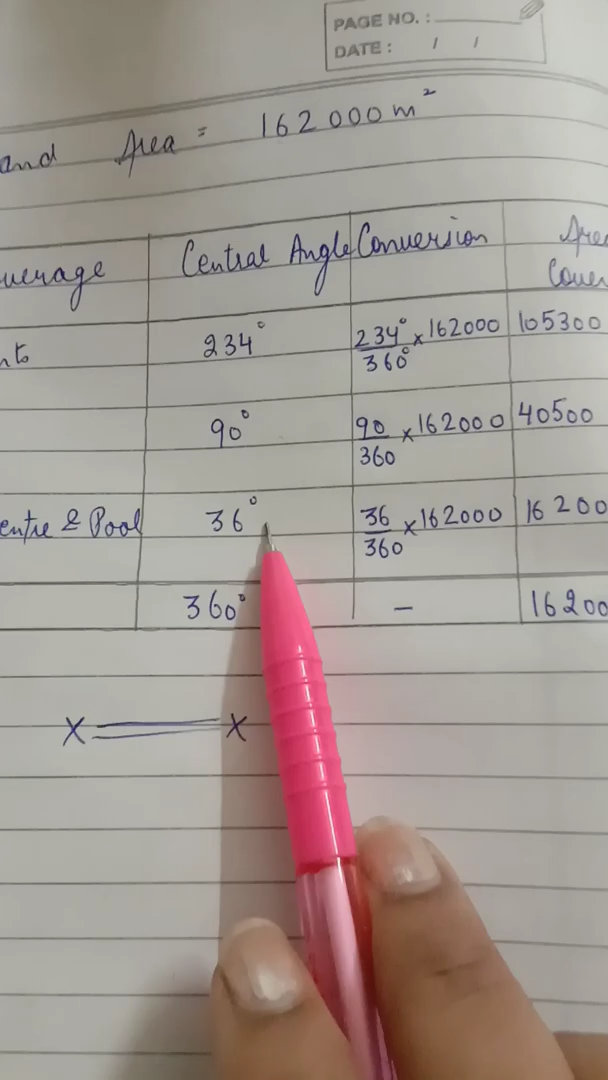 PAGE NO. :
DATE : / /
and Area = 162000 m²
Central Angle Conversion
234° 234°/360° × 162000 105300
90° 90/360 × 162000 40500
& Pool 36° 36/360 × 162000 16200
360° — 16200
x x